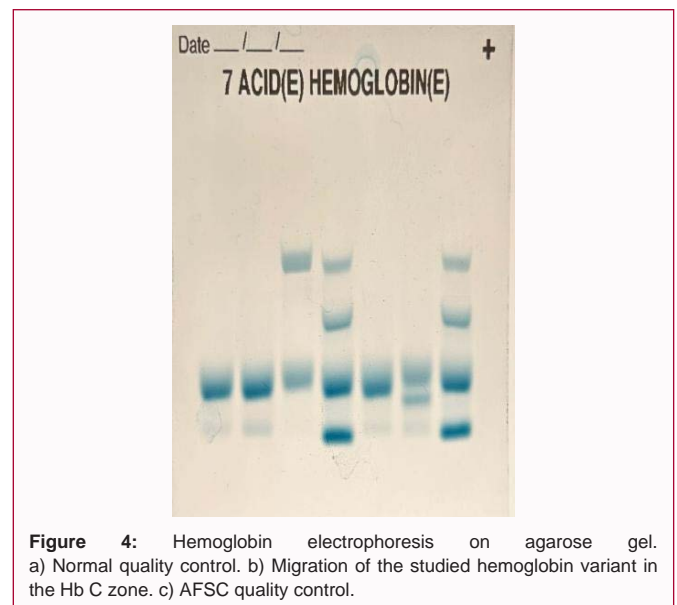 Date __/__/__ +
7 ACID(E) HEMOGLOBIN(E)
Figure 4: Hemoglobin electrophoresis on agarose gel.
a) Normal quality control. b) Migration of the studied hemoglobin variant in
the Hb C zone. c) AFSC quality control.